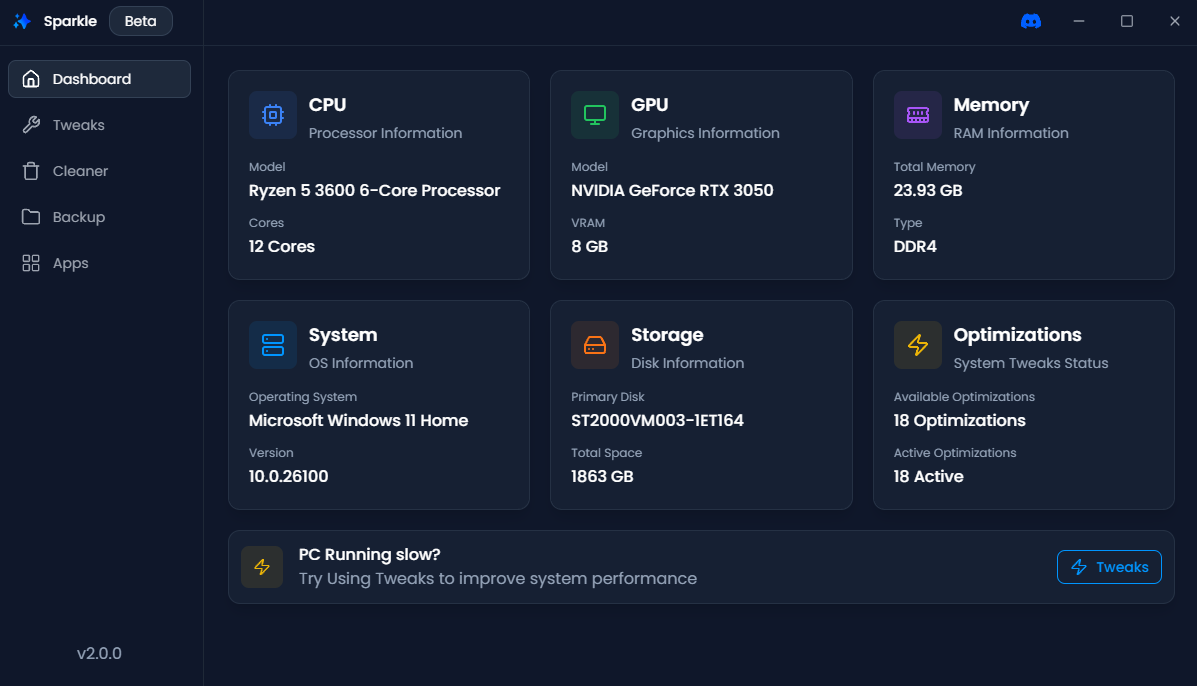 Sparkle
Beta
Dashboard
Tweaks
Cleaner
Backup
Apps
v2.0.0
CPU
Processor Information
Model
Ryzen 5 3600 6-Core Processor
Cores
12 Cores
GPU
Graphics Information
Model
NVIDIA GeForce RTX 3050
VRAM
8 GB
Memory
RAM Information
Total Memory
23.93 GB
Type
DDR4
System
OS Information
Operating System
Microsoft Windows 11 Home
Version
10.0.26100
Storage
Disk Information
Primary Disk
ST2000VM003-1ET164
Total Space
1863 GB
Optimizations
System Tweaks Status
Available Optimizations
18 Optimizations
Active Optimizations
18 Active
PC Running slow?
Try Using Tweaks to improve system performance
Tweaks